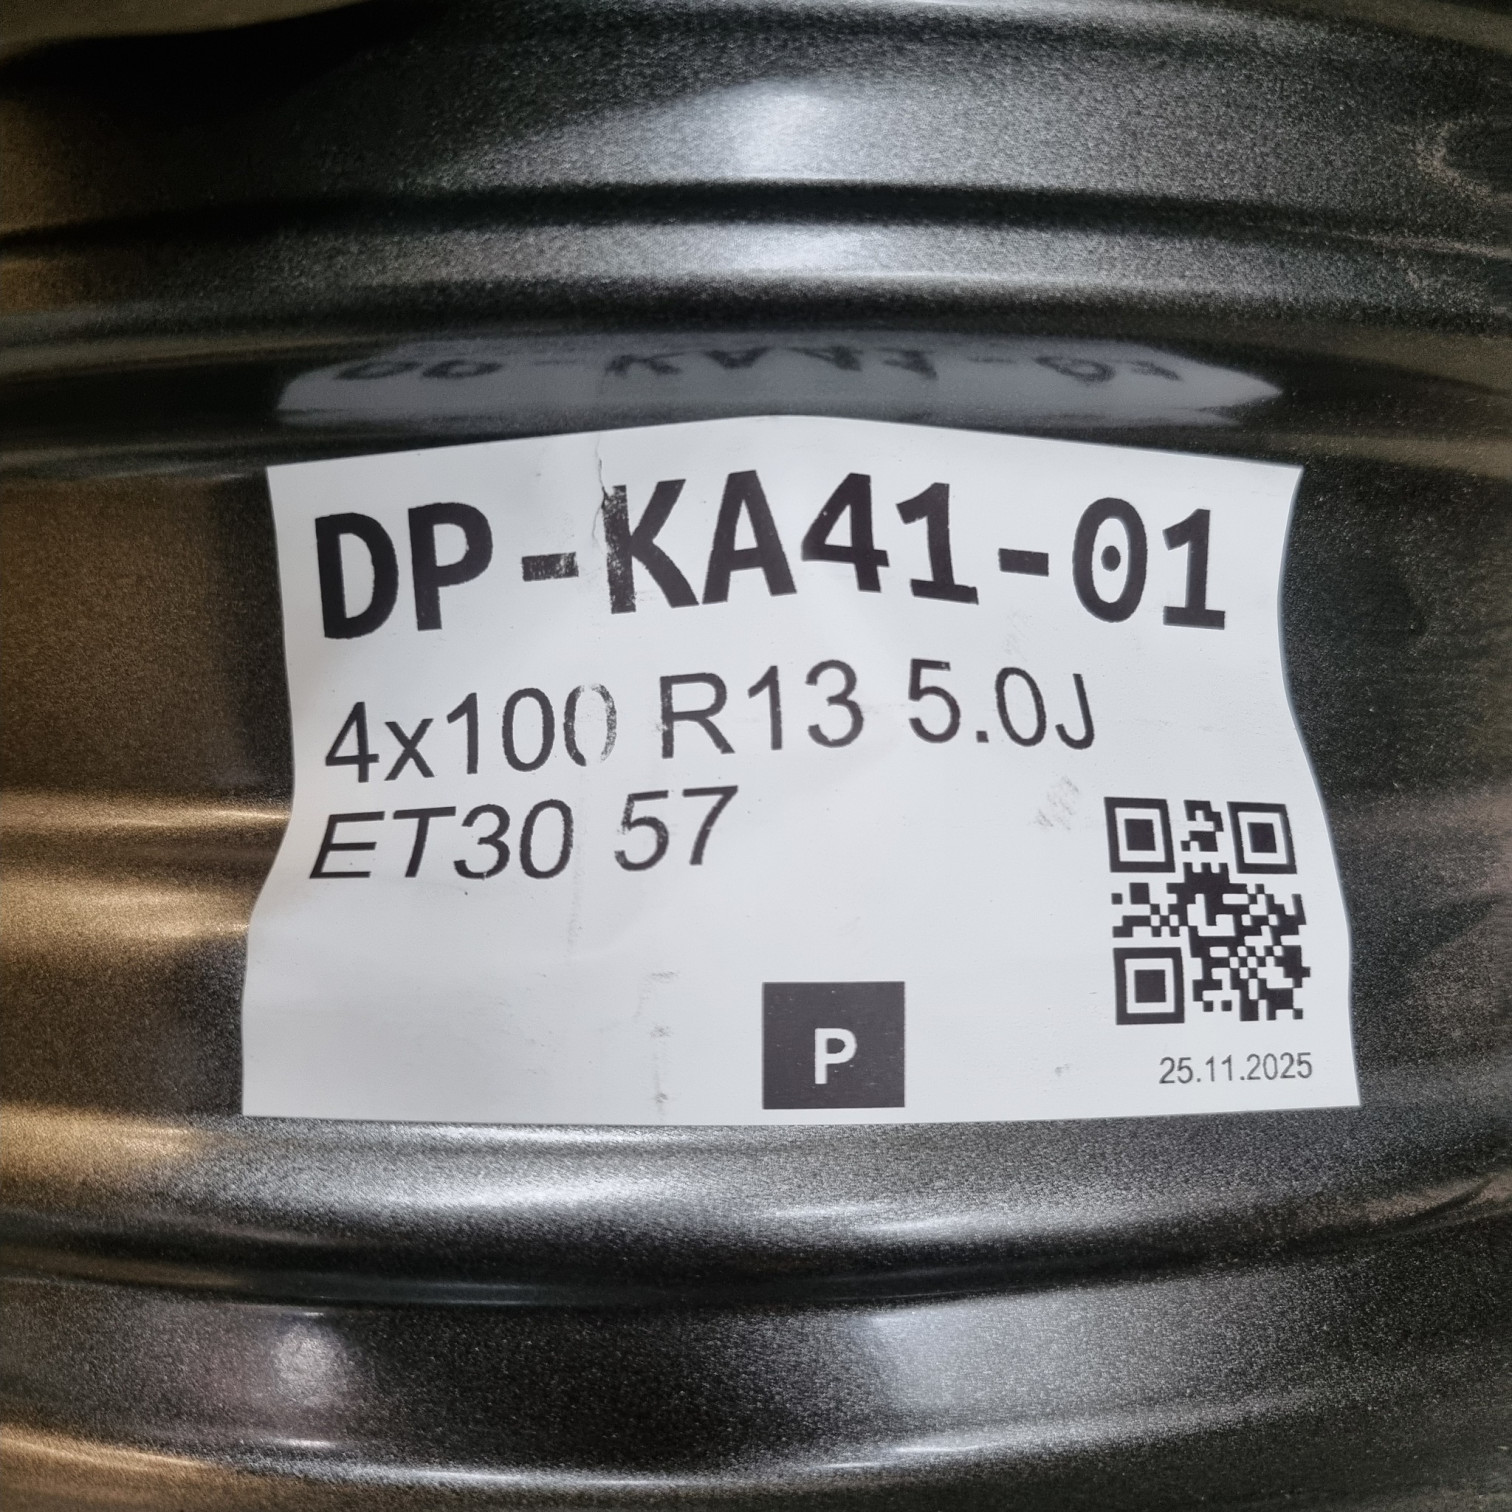 DP-KA41-01
4x100 R13 5.0J
ET30 57
P
25.11.2025